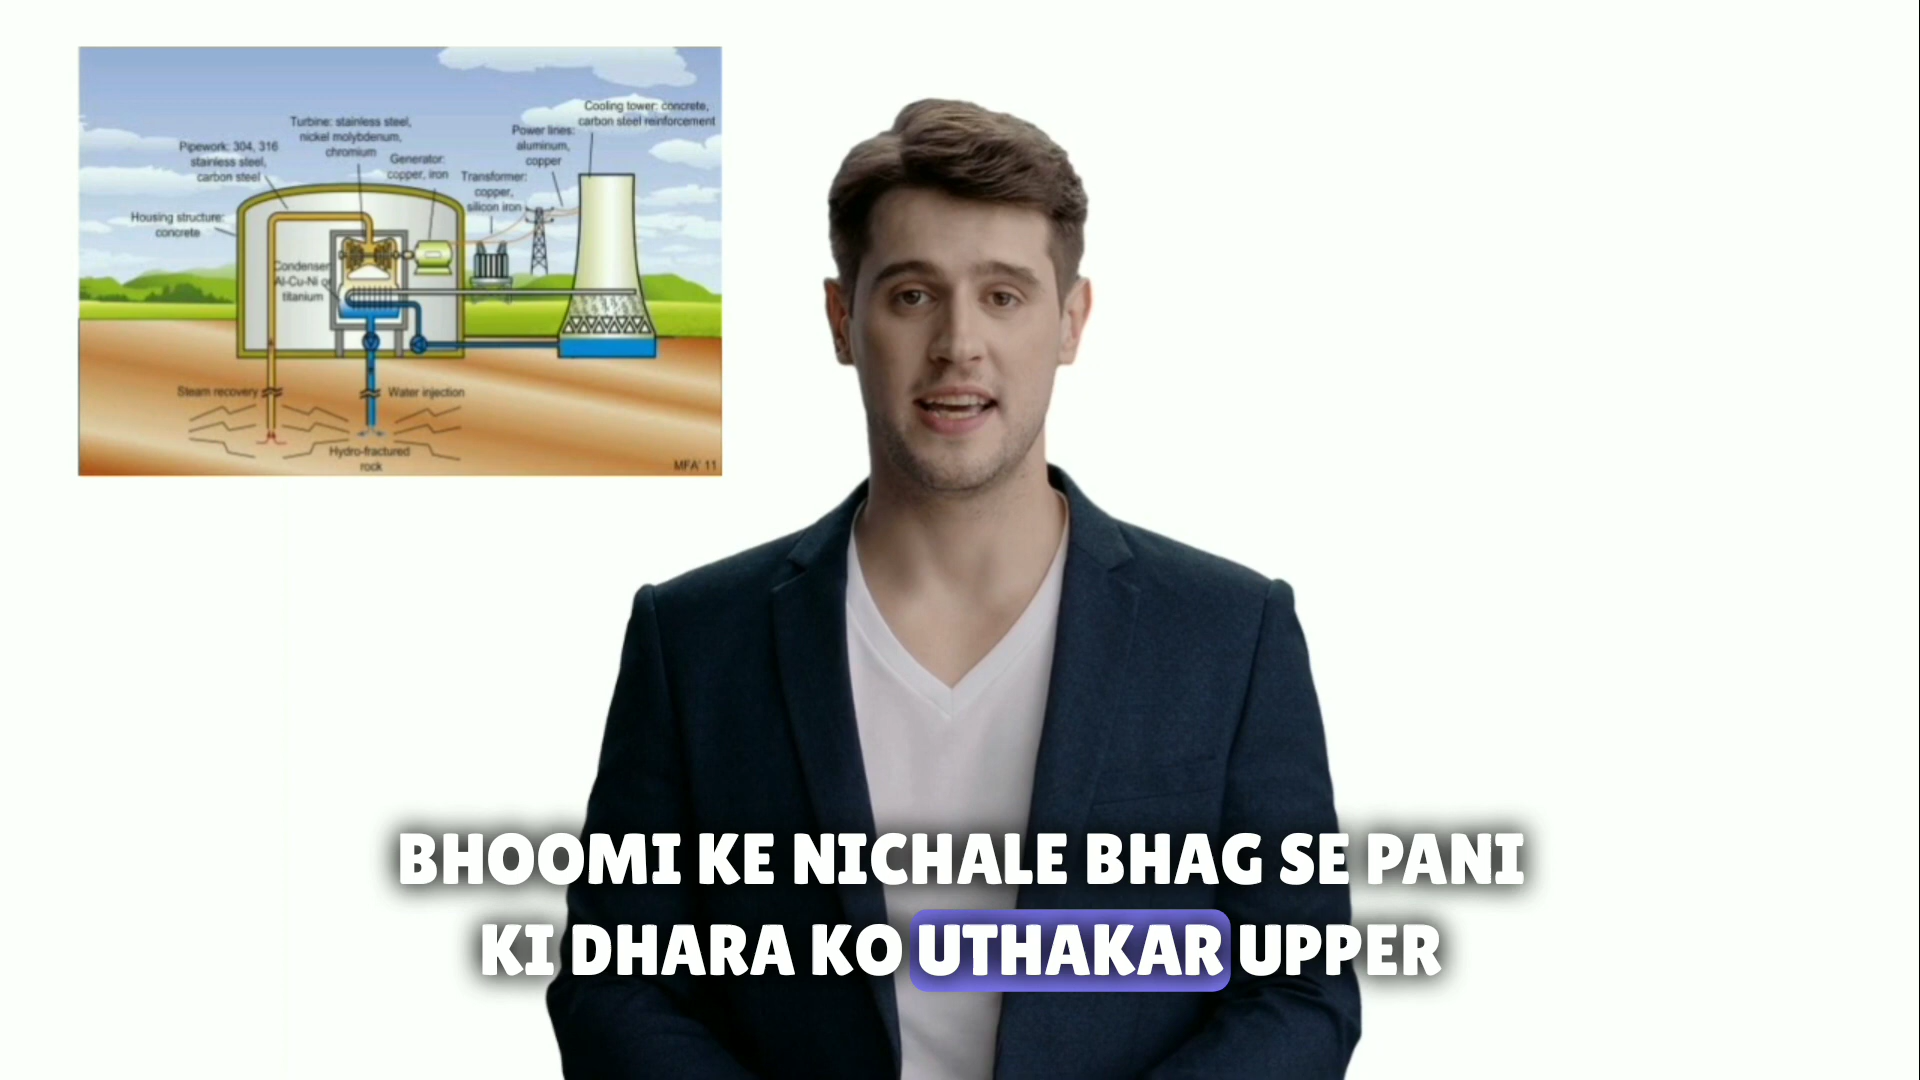 Cooling tower: concrete,
carbon steel reinforcement
Turbine: stainless steel,
nickel molybdenum,
chromium
Power lines:
aluminum,
copper
Pipework: 304, 316
stainless steel,
carbon steel
Generator:
copper, iron
Transformer:
copper,
silicon iron
Housing structure:
concrete
Condenser
Al-Cu-Ni or
titanium
Steam recovery
Water injection
Hydro-fractured
rock
MFA' 11
BHOOMI KE NICHALE BHAG SE PANI
KI DHARA KO UTHAKAR UPPER